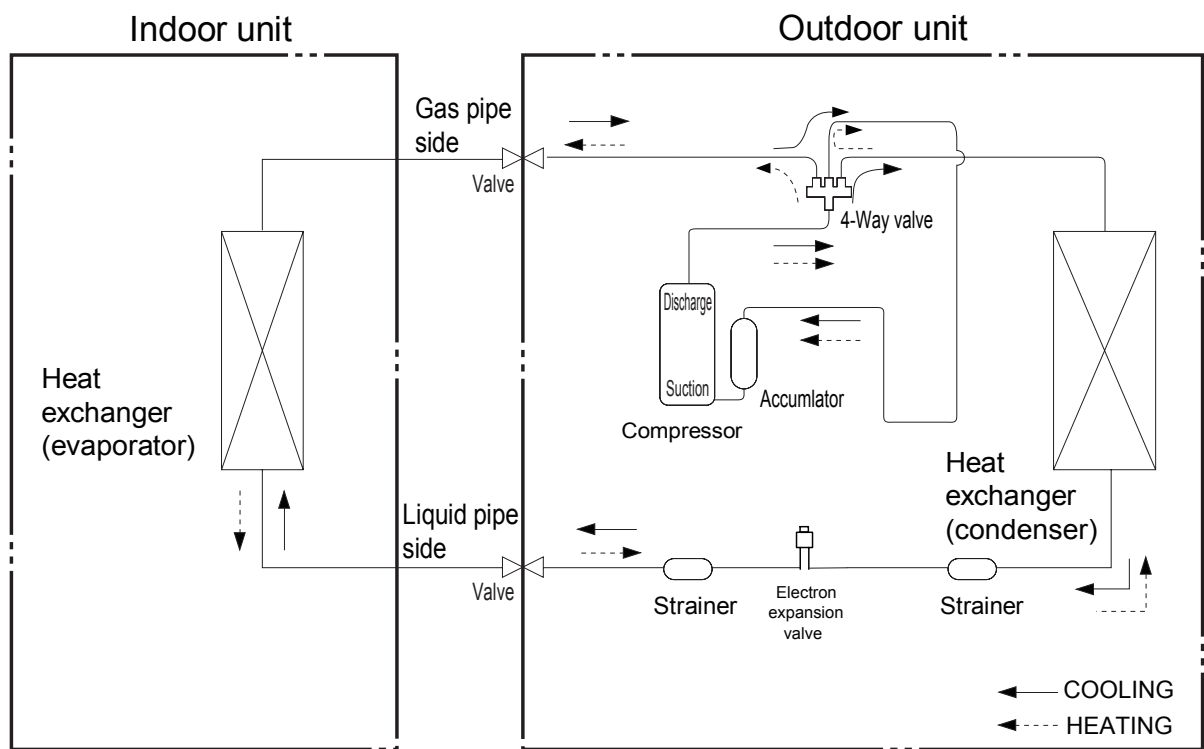 Indoor unit
Outdoor unit
Gas pipe
side
Valve
4-Way valve
Discharge
Suction
Accumlator
Compressor
Heat
exchanger
(evaporator)
Heat
exchanger
(condenser)
Liquid pipe
side
Valve
Strainer
Electron
expansion
valve
Strainer
COOLING
HEATING